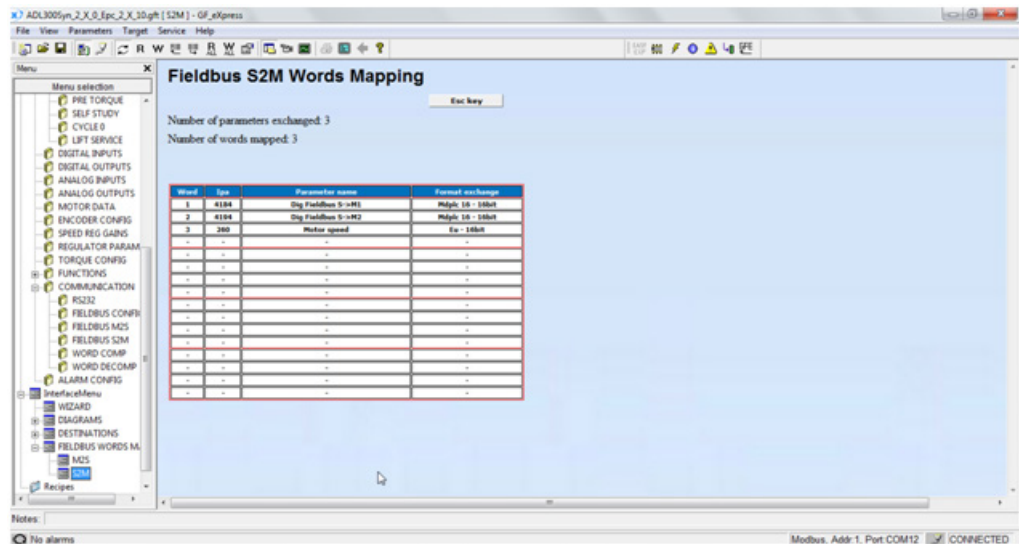 ADL300Syn_2_X_0_Epc_2_X_10.gft [ S2M ] - GF_eXpress
File View Parameters Target Service Help
Menu
Menu selection
PRE TORQUE
SELF STUDY
CYCLE 0
LIFT SERVICE
DIGITAL INPUTS
DIGITAL OUTPUTS
ANALOG INPUTS
ANALOG OUTPUTS
MOTOR DATA
ENCODER CONFIG
SPEED REG GAINS
REGULATOR PARAM
TORQUE CONFIG
FUNCTIONS
COMMUNICATION
RS232
FIELDBUS CONFI
FIELDBUS M2S
FIELDBUS S2M
WORD COMP
WORD DECOMP
ALARM CONFIG
InterfaceMenu
WIZARD
DIAGRAMS
DESTINATIONS
FIELDBUS WORDS M
M2S
S2M
Recipes
Fieldbus S2M Words Mapping
Esc key
Number of parameters exchanged: 3
Number of words mapped: 3
Word Ipa Parameter name Format exchange
1 4184 Dig Fieldbus S->M1 Mdplc 16 - 16bit
2 4194 Dig Fieldbus S->M2 Mdplc 16 - 16bit
3 260 Motor speed Eu - 16bit
- - - -
- - - -
- - - -
- - - -
- - - -
- - - -
- - - -
- - - -
- - - -
- - - -
- - - -
- - - -
- - - -
Notes:
No alarms
Modbus, Addr 1, Port COM12 CONNECTED